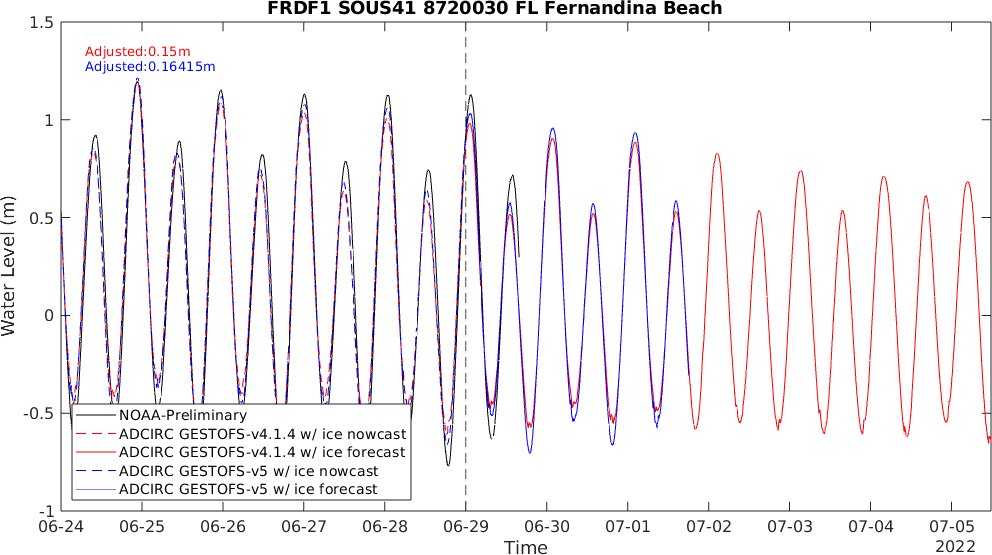 FRDF1 SOUS41 8720030 FL Fernandina Beach
Adjusted:0.15m
Adjusted:0.16415m
Water Level (m)
1.5
1
0.5
0
-0.5
-1
NOAA-Preliminary
ADCIRC GESTOFS-v4.1.4 w/ ice nowcast
ADCIRC GESTOFS-v4.1.4 w/ ice forecast
ADCIRC GESTOFS-v5 w/ ice nowcast
ADCIRC GESTOFS-v5 w/ ice forecast
06-24 06-25 06-26 06-27 06-28 06-29 06-30 07-01 07-02 07-03 07-04 07-05
Time
2022